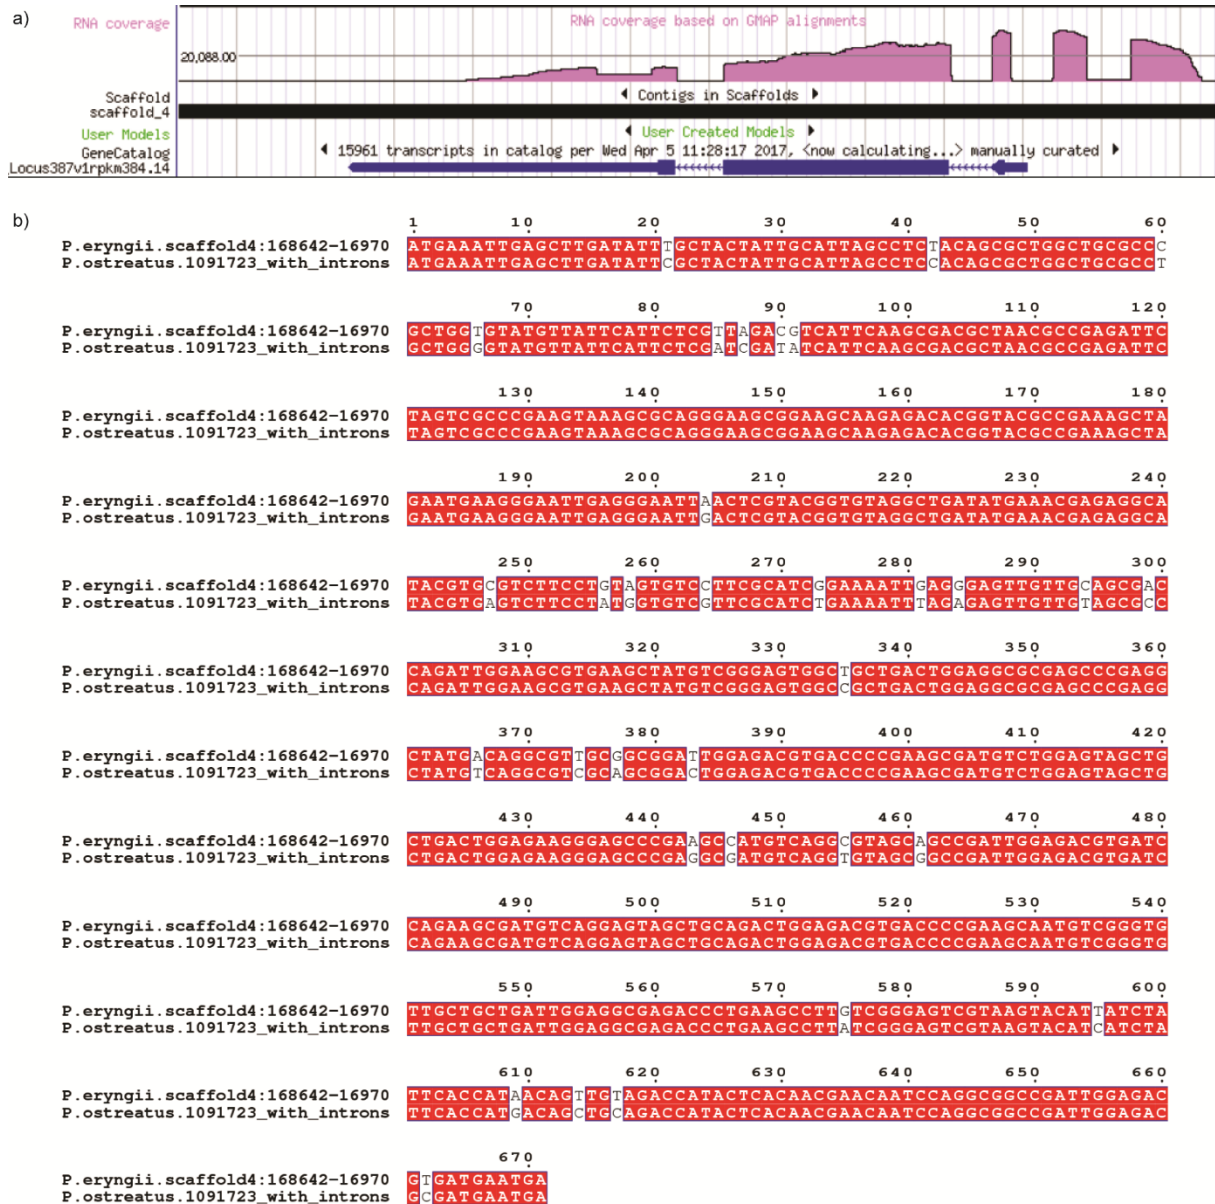 a)
RNA coverage
RNA coverage based on GMAP alignments
20,088.00
Scaffold
Contigs in Scaffolds
scaffold_4
User Models
User Created Models
GeneCatalog
15961 transcripts in catalog per Wed Apr 5 11:28:17 2017, <now calculating...> manually curated
Locus387v1rpkm384.14
b)
1 10 20 30 40 50 60
P.eryngii.scaffold4:168642-16970 ATGAAATTGAGCTTGATATTTGCTACTATTGCATTAGCCTCTACAGCGCTGGCTGCGCCC
P.ostreatus.1091723_with_introns ATGAAATTGAGCTTGATATTCGCTACTATTGCATTAGCCTCCACAGCGCTGGCTGCGCCT
70 80 90 100 110 120
P.eryngii.scaffold4:168642-16970 GCTGGTGTATGTTATTCATTCTCGTTAGACGTCATTCAAGCGACGCTAACGCCGAGATTC
P.ostreatus.1091723_with_introns GCTGGGGTATGTTATTCATTCTCGATCGATATCATTCAAGCGACGCTAACGCCGAGATTC
130 140 150 160 170 180
P.eryngii.scaffold4:168642-16970 TAGTCGCCCGAAGTAAAGCGCAGGGAAGCGGAAGCAAGAGACACGGTACGCCGAAAGCTA
P.ostreatus.1091723_with_introns TAGTCGCCCGAAGTAAAGCGCAGGGAAGCGGAAGCAAGAGACACGGTACGCCGAAAGCTA
190 200 210 220 230 240
P.eryngii.scaffold4:168642-16970 GAATGAAGGGAATTGAGGGAATTAACTCGTACGGTGTAGGCTGATATGAAACGAGAGGCA
P.ostreatus.1091723_with_introns GAATGAAGGGAATTGAGGGAATTGACTCGTACGGTGTAGGCTGATATGAAACGAGAGGCA
250 260 270 280 290 300
P.eryngii.scaffold4:168642-16970 TACGTGCGTCTTCCTGTAGTGTCCTTCGCATCGGAAAATTGAGGGAGTTGTTGCAGCGAC
P.ostreatus.1091723_with_introns TACGTGAGTCTTCCTATGGTGTCGTTCGCATCTGAAAATTTAGAGAGTTGTTGTAGCGCC
310 320 330 340 350 360
P.eryngii.scaffold4:168642-16970 CAGATTGGAAGCGTGAAGCTATGTCGGGAGTGGCTGCTGACTGGAGGCGCGAGCCCGAGG
P.ostreatus.1091723_with_introns CAGATTGGAAGCGTGAAGCTATGTCGGGAGTGGCCGCTGACTGGAGGCGCGAGCCCGAGG
370 380 390 400 410 420
P.eryngii.scaffold4:168642-16970 CTATGACAGGCGTTGCGGCGGATTGGAGACGTGACCCCGAAGCGATGTCTGGAGTAGCTG
P.ostreatus.1091723_with_introns CTATGTCAGGCGTCGCAGCGGACTGGAGACGTGACCCCGAAGCGATGTCTGGAGTAGCTG
430 440 450 460 470 480
P.eryngii.scaffold4:168642-16970 CTGACTGGAGAAGGGAGCCCGAAGCCATGTCAGGCGTAGCAGCCGATTGGAGACGTGATC
P.ostreatus.1091723_with_introns CTGACTGGAGAAGGGAGCCCGAGGCGATGTCAGGTGTAGCGGCCGATTGGAGACGTGATC
490 500 510 520 530 540
P.eryngii.scaffold4:168642-16970 CAGAAGCGATGTCAGGAGTAGCTGCAGACTGGAGACGTGACCCCGAAGCAATGTCGGGTG
P.ostreatus.1091723_with_introns CAGAAGCGATGTCAGGAGTAGCTGCAGACTGGAGACGTGACCCCGAAGCAATGTCGGGTG
550 560 570 580 590 600
P.eryngii.scaffold4:168642-16970 TTGCTGCTGATTGGAGGCGAGACCCTGAAGCCTTGTCGGGAGTCGTAAGTACATTATCTA
P.ostreatus.1091723_with_introns TTGCTGCTGATTGGAGGCGAGACCCTGAAGCCTTATCGGGAGTCGTAAGTACATCATCTA
610 620 630 640 650 660
P.eryngii.scaffold4:168642-16970 TTCACCATAACAGTTGTAGACCATACTCACAACGAACAATCCAGGCGGCCGATTGGAGAC
P.ostreatus.1091723_with_introns TTCACCATGACAGCTGCAGACCATACTCACAACGAACAATCCAGGCGGCCGATTGGAGAC
670
P.eryngii.scaffold4:168642-16970 GTGATGAATGA
P.ostreatus.1091723_with_introns GCGATGAATGA